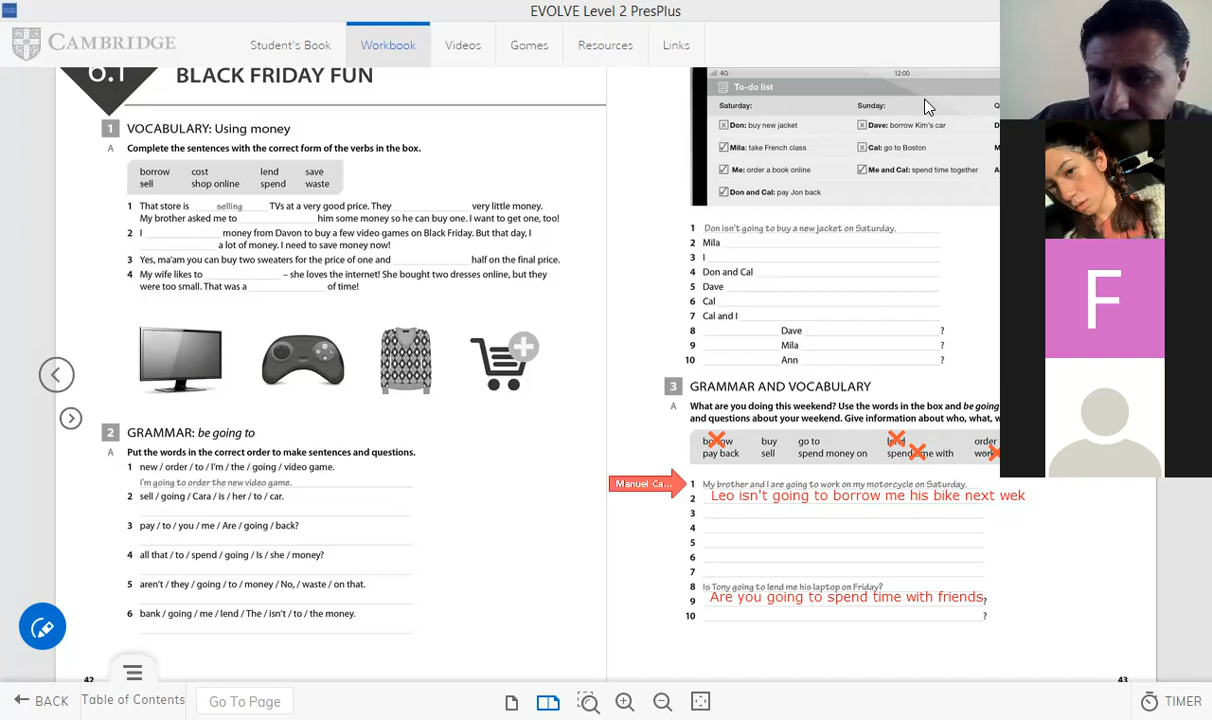 EVOLVE Level 2 PresPlus
CAMBRIDGE
Student's Book
Workbook
Videos
Games
Resources
Links
6.1
BLACK FRIDAY FUN
1 VOCABULARY: Using money
A Complete the sentences with the correct form of the verbs in the box.
borrow cost lend save
sell shop online spend waste
1 That store is selling TVs at a very good price. They very little money.
My brother asked me to him some money so he can buy one. I want to get one, too!
2 I money from Davon to buy a few video games on Black Friday. But that day, I
a lot of money. I need to save money now!
3 Yes, ma'am you can buy two sweaters for the price of one and half on the final price.
4 My wife likes to – she loves the internet! She bought two dresses online, but they
were too small. That was a of time!
2 GRAMMAR: be going to
A Put the words in the correct order to make sentences and questions.
1 new / order / to / I'm / the / going / video game.
I'm going to order the new video game.
2 sell / going / Cara / is / her / to / car.
3 pay / to / you / me / Are / going / back?
4 all that / to / spend / going / Is / she / money?
5 aren't / they / going / to / money / No, / waste / on that.
6 bank / going / me / lend / The / isn't / to / the money.
42
4G 12:00
To-do list
Saturday: Sunday:
Don: buy new jacket Dave: borrow Kim's car
Mila: take French class Cal: go to Boston
Me: order a book online Me and Cal: spend time together
Don and Cal: pay Jon back
1 Don isn't going to buy a new jacket on Saturday.
2 Mila
3 I
4 Don and Cal
5 Dave
6 Cal
7 Cal and I
8 Dave ?
9 Mila ?
10 Ann ?
3 GRAMMAR AND VOCABULARY
A What are you doing this weekend? Use the words in the box and be going
and questions about your weekend. Give information about who, what, w
borrow buy go to lend order
pay back sell spend money on spend time with work
Manuel Ca...
1 My brother and I are going to work on my motorcycle on Saturday.
2 Leo isn't going to borrow me his bike next wek
3
4
5
6
7
8 Is Tony going to lend me his laptop on Friday?
9 Are you going to spend time with friends ?
10 ?
43
F
BACK
Table of Contents
Go To Page
TIMER